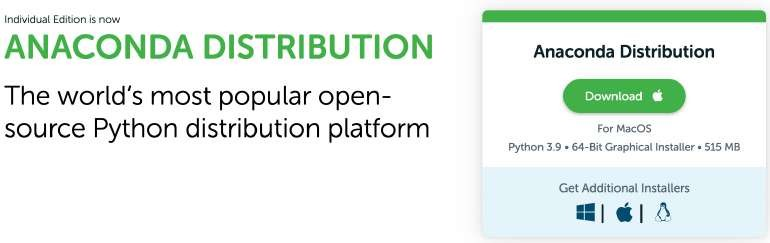 Individual Edition is now
ANACONDA DISTRIBUTION
The world's most popular open-
source Python distribution platform
Anaconda Distribution
Download
For MacOS
Python 3.9 • 64-Bit Graphical Installer • 515 MB
Get Additional Installers